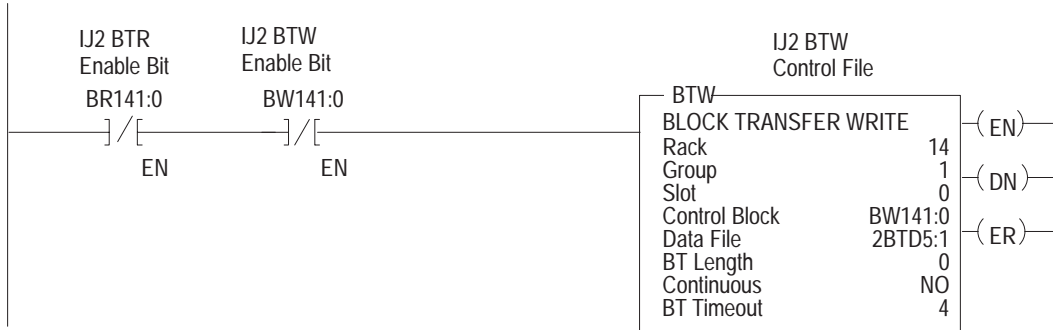 IJ2 BTR
Enable Bit
BR141:0
] / [
EN
IJ2 BTW
Enable Bit
BW141:0
] / [
EN
IJ2 BTW
Control File
BTW
BLOCK TRANSFER WRITE
Rack 14
Group 1
Slot 0
Control Block BW141:0
Data File 2BTD5:1
BT Length 0
Continuous NO
BT Timeout 4
( EN )
( DN )
( ER )